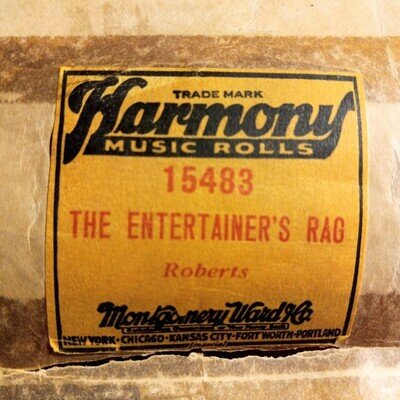 TRADE MARK
Harmony
MUSIC ROLLS
15483
THE ENTERTAINER'S RAG
Roberts
Montgomery Ward & Co.
NEW YORK - CHICAGO - KANSAS CITY - FORT WORTH - PORTLAND